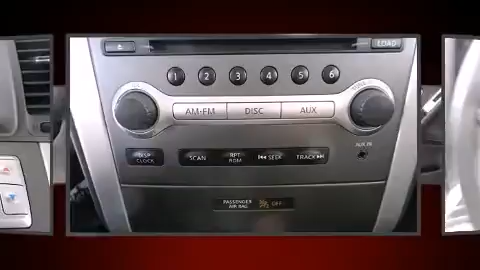 LOAD
1 2 3 4 5 6
AM·FM DISC AUX
DISP CLOCK
SCAN
RPT RDM
SEEK
TRACK
AUX IN
PASSENGER AIR BAG
OFF